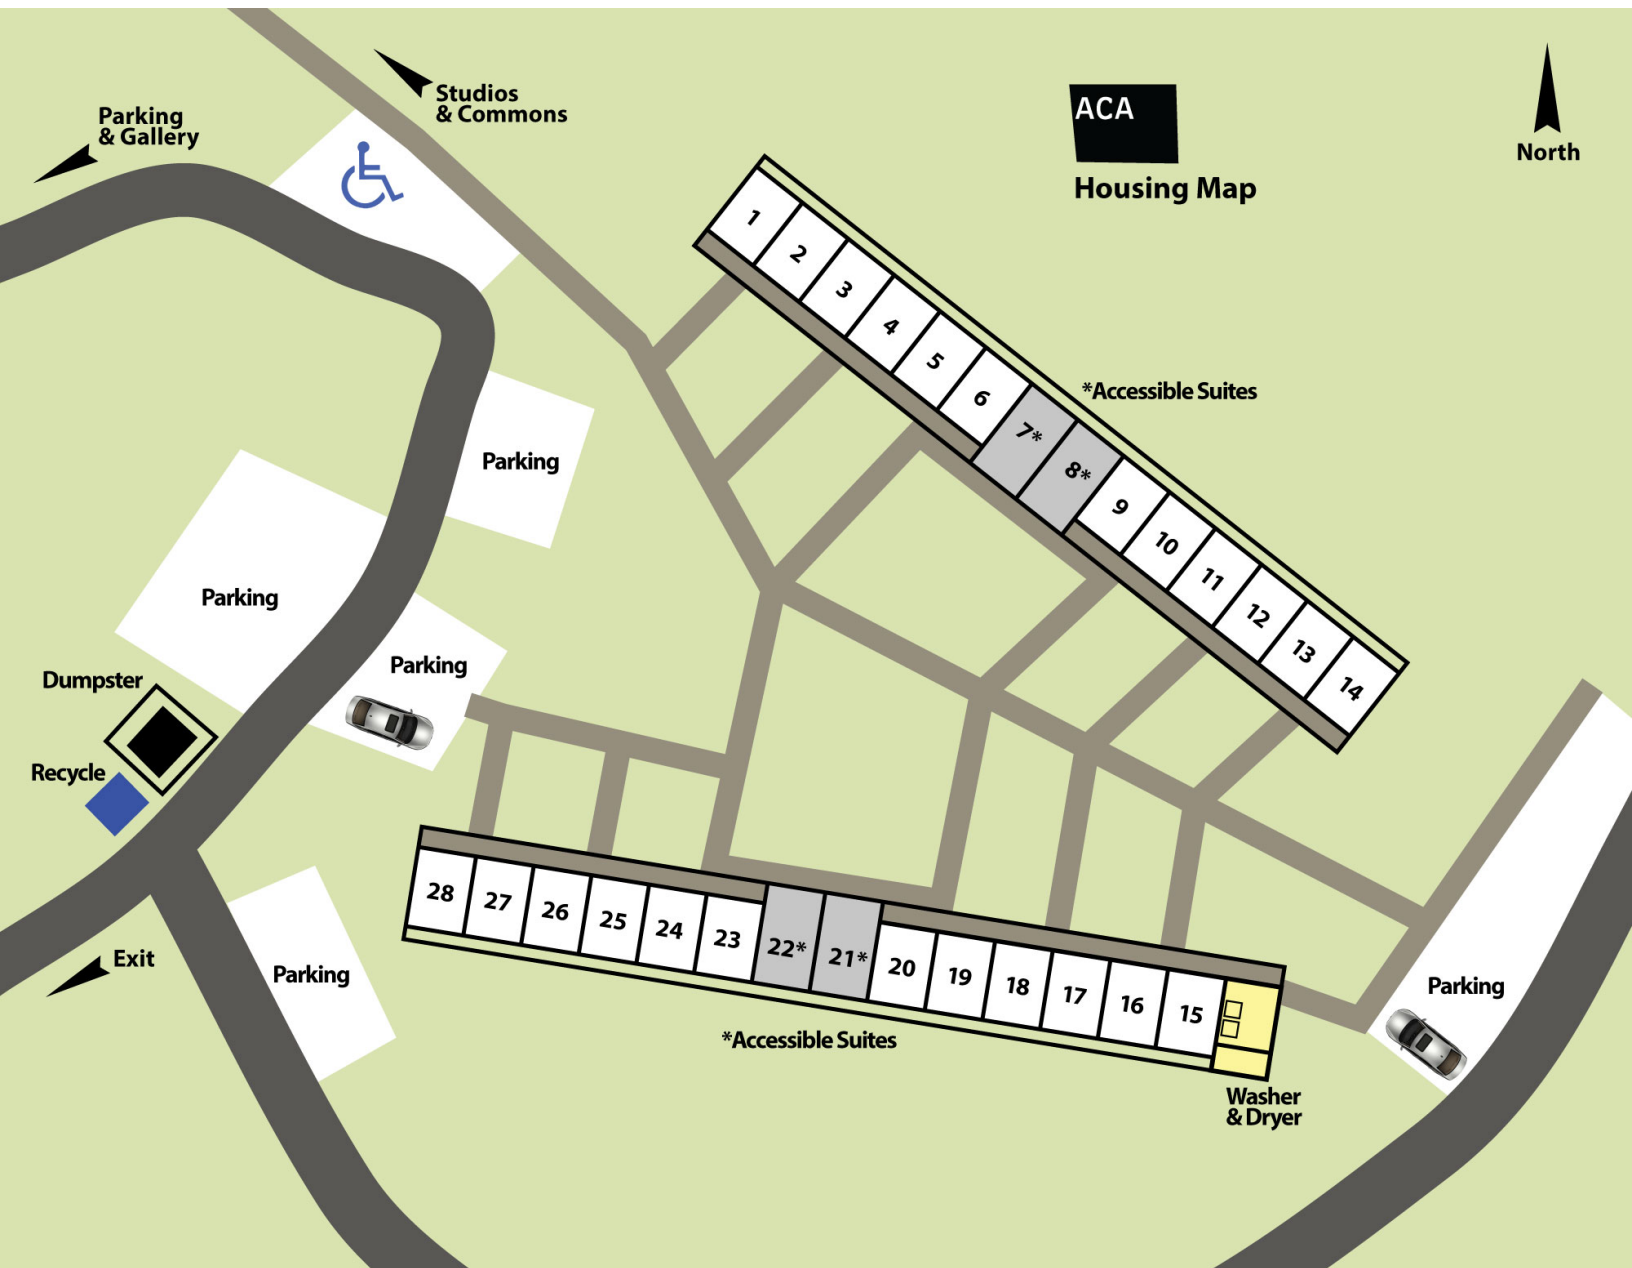 Studios
& Commons
Parking
& Gallery
ACA
Housing Map
North
1
2
3
4
5
6
7*
8*
9
10
11
12
13
14
*Accessible Suites
Parking
Parking
Parking
Dumpster
Recycle
28
27
26
25
24
23
22*
21*
20
19
18
17
16
15
Exit
Parking
*Accessible Suites
Parking
Washer
& Dryer